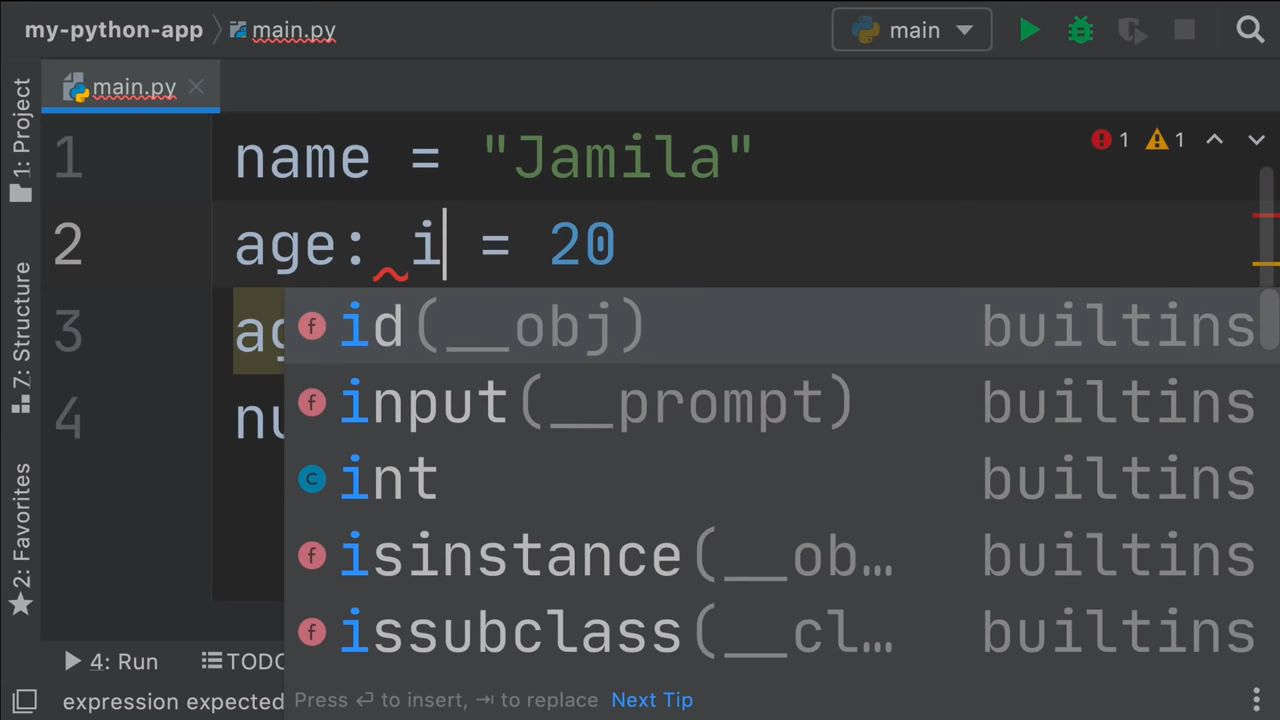 my-python-app main.py main
main.py
1: Project
7: Structure
2: Favorites
1 name = "Jamila" 1 1
2 age: i = 20
3 ag
4 nu
id(__obj) builtins
input(__prompt) builtins
int builtins
isinstance(__ob… builtins
issubclass(__cl… builtins
4: Run TODO
expression expected
Press ⏎ to insert, ⇥ to replace Next Tip